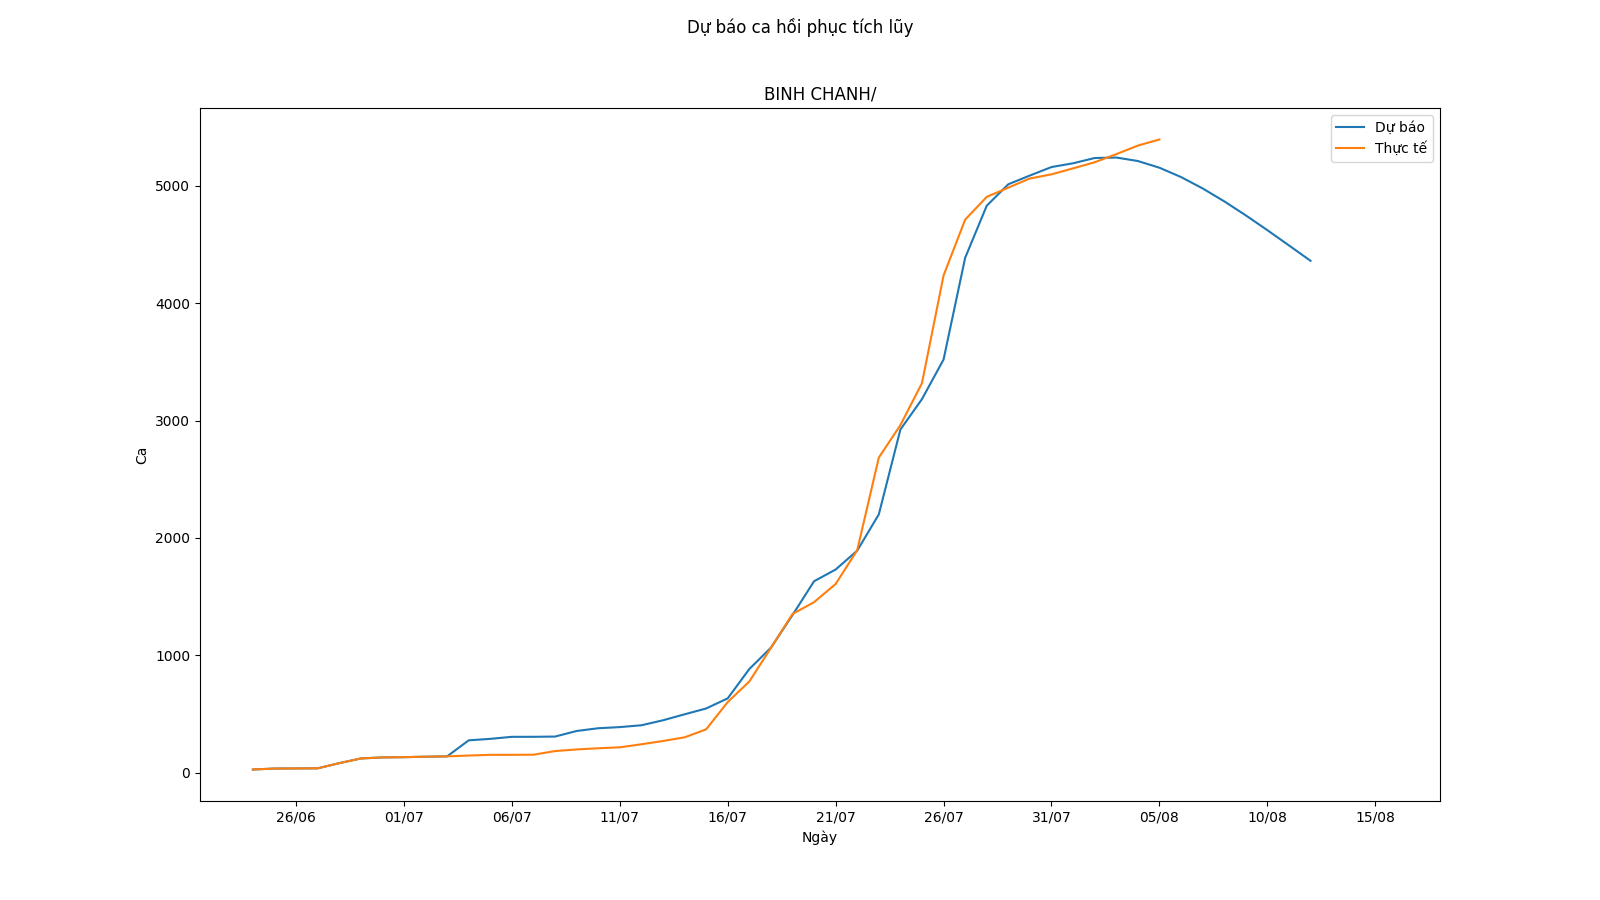 Dự báo ca hồi phục tích lũy
BINH CHANH/
Dự báo
Thực tế
5000
4000
3000
2000
1000
0
Ca
26/06 01/07 06/07 11/07 16/07 21/07 26/07 31/07 05/08 10/08 15/08
Ngày